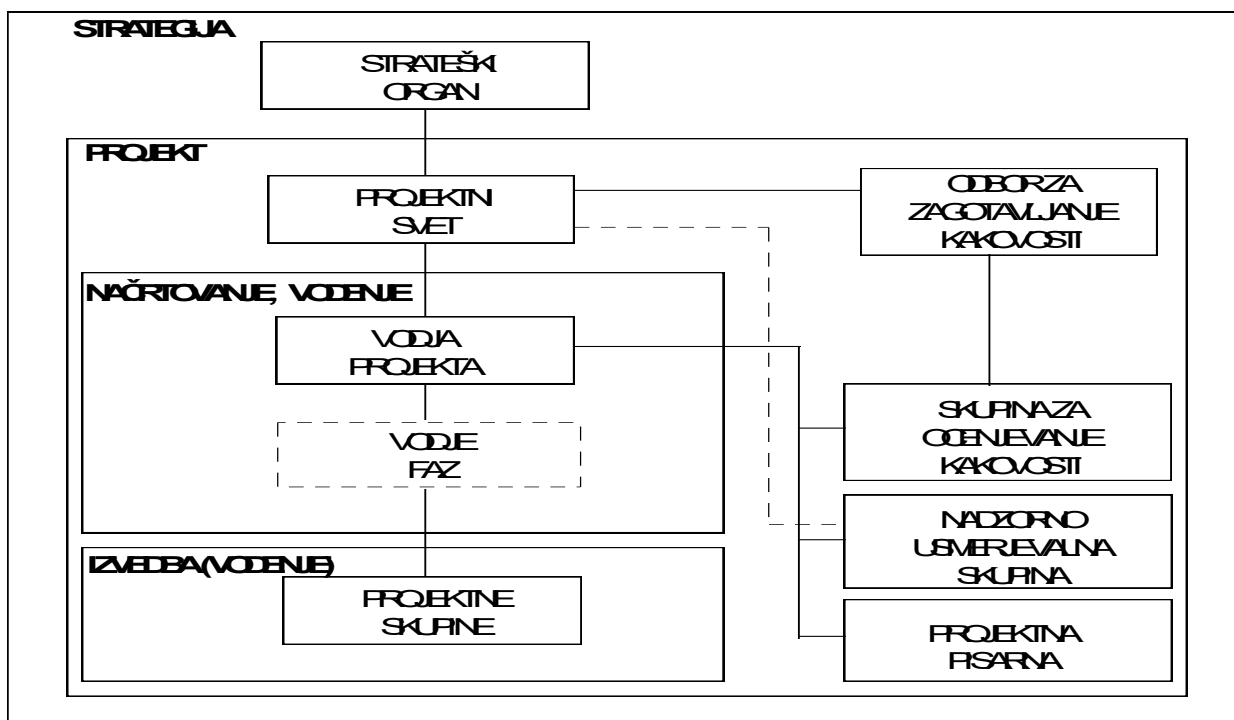 STRATEGIJA
STRATEŠKI
ORGAN
PROJEKT
PROJEKTNI
SVET
ODBOR ZA
ZAGOTAVLJANJE
KAKOVOSTI
NAČRTOVANJE, VODENJE
VODJA
PROJEKTA
VODJE
FAZ
SKUPINA ZA
OCENJEVANJE
KAKOVOSTI
NADZORNO
USMERJEVALNA
SKUPINA
IZVEDBA (VODENJE)
PROJEKTNE
SKUPINE
PROJEKTNA
PISARNA